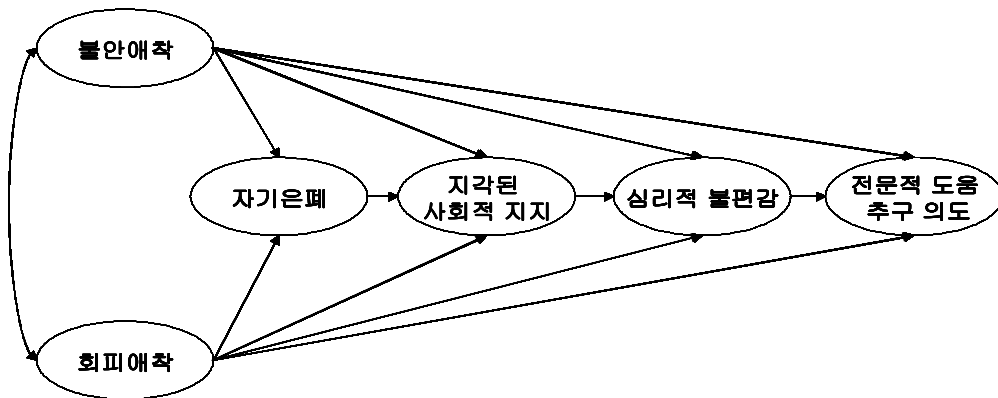 불안애착
자기은폐
지각된
사회적 지지
심리적 불편감
전문적 도움
추구 의도
회피애착